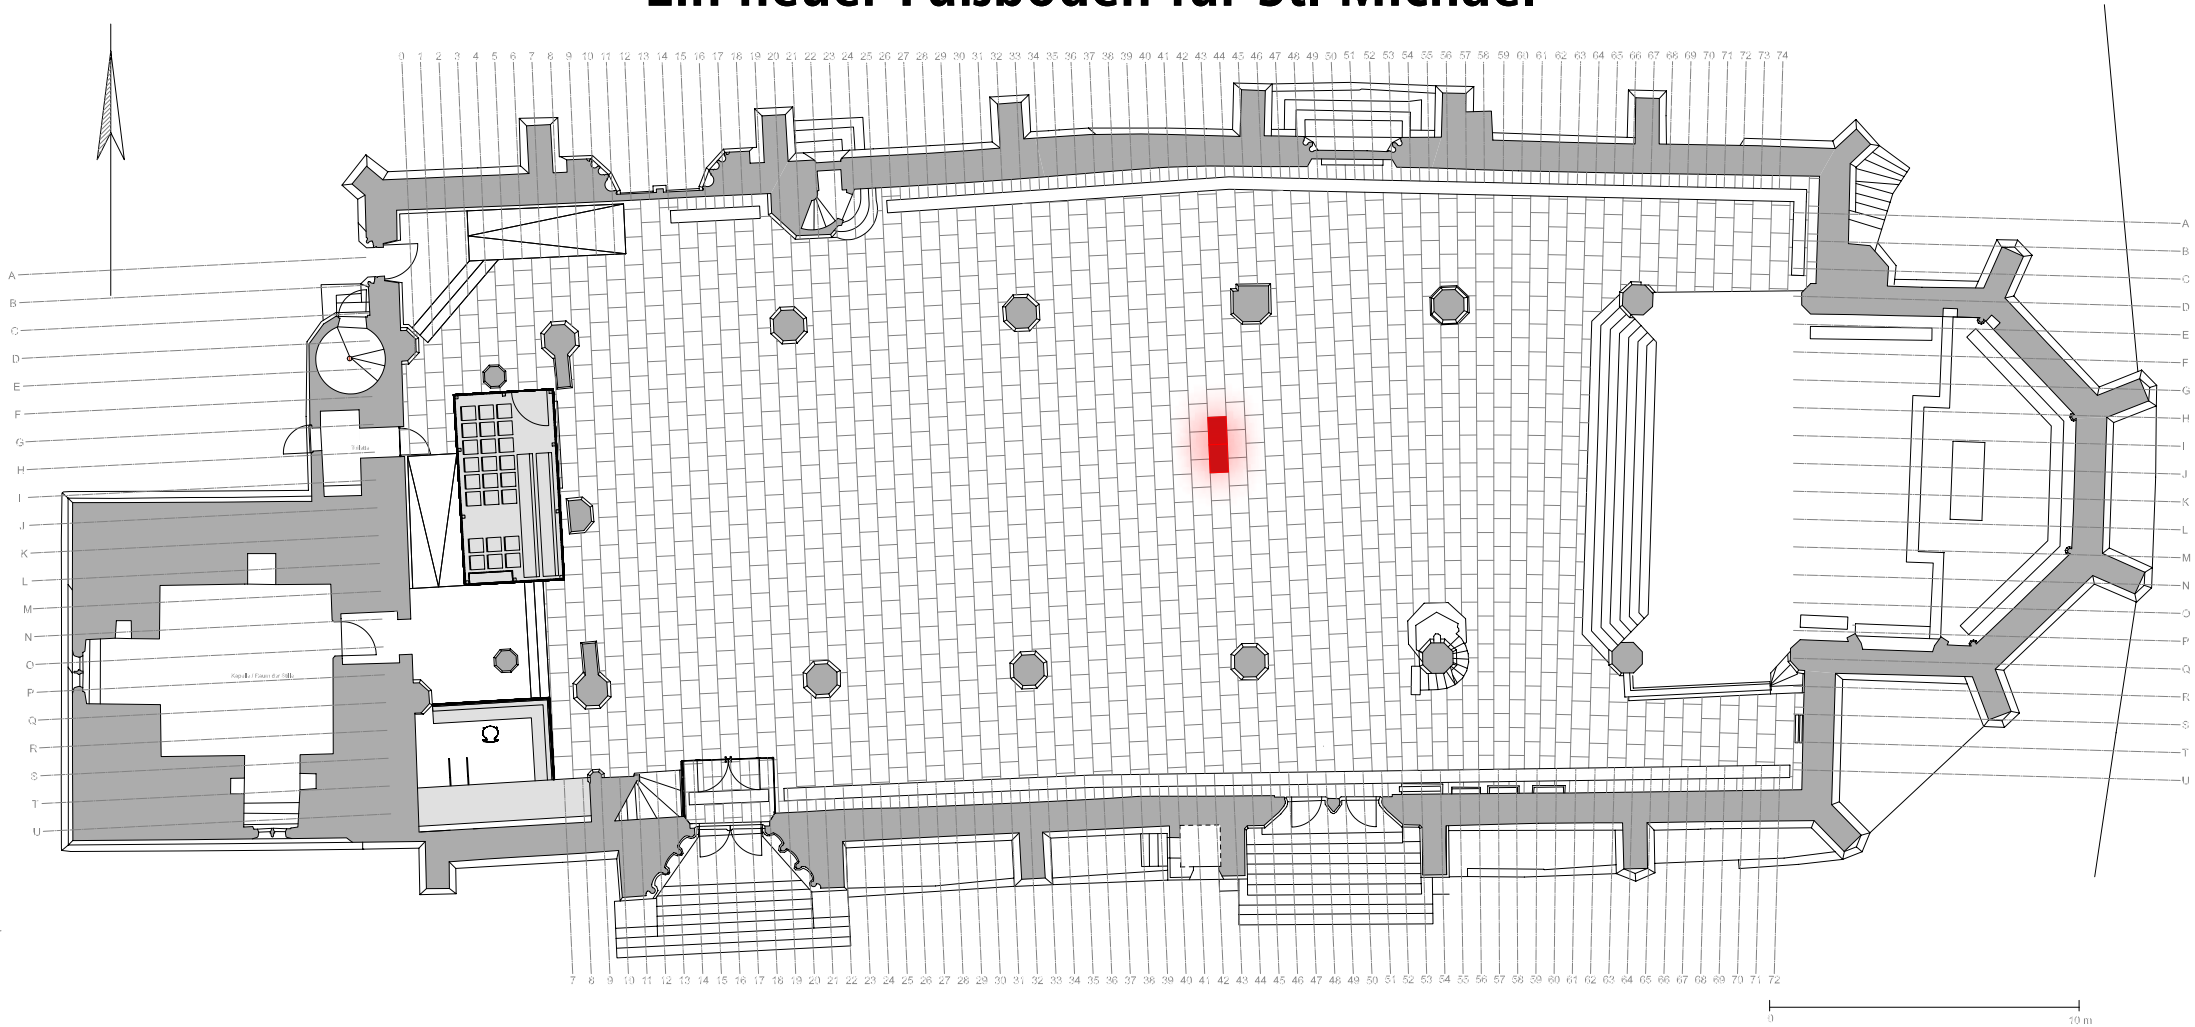 Ein neuer Fußboden für St. Michael
0 1 2 3 4 5 6 7 8 9 10 11 12 13 14 15 16 17 18 19 20 21 22 23 24 25 26 27 28 29 30 31 32 33 34 35 36 37 38 39 40 41 42 43 44 45 46 47 48 49 50 51 52 53 54 55 56 57 58 59 60 61 62 63 64 65 66 67 68 69 70 71 72 73 74
A A
B B
C C
D D
E E
F F
G G
H H
I I
J J
K K
L L
M M
N N
O O
P P
Q Q
R R
S S
T T
U U
Kapelle / Raum der Stille
7 8 9 10 11 12 13 14 15 16 17 18 19 20 21 22 23 24 25 26 27 28 29 30 31 32 33 34 35 36 37 38 39 40 41 42 43 44 45 46 47 48 49 50 51 52 53 54 55 56 57 58 59 60 61 62 63 64 65 66 67 68 69 70 71 72
0 10 m